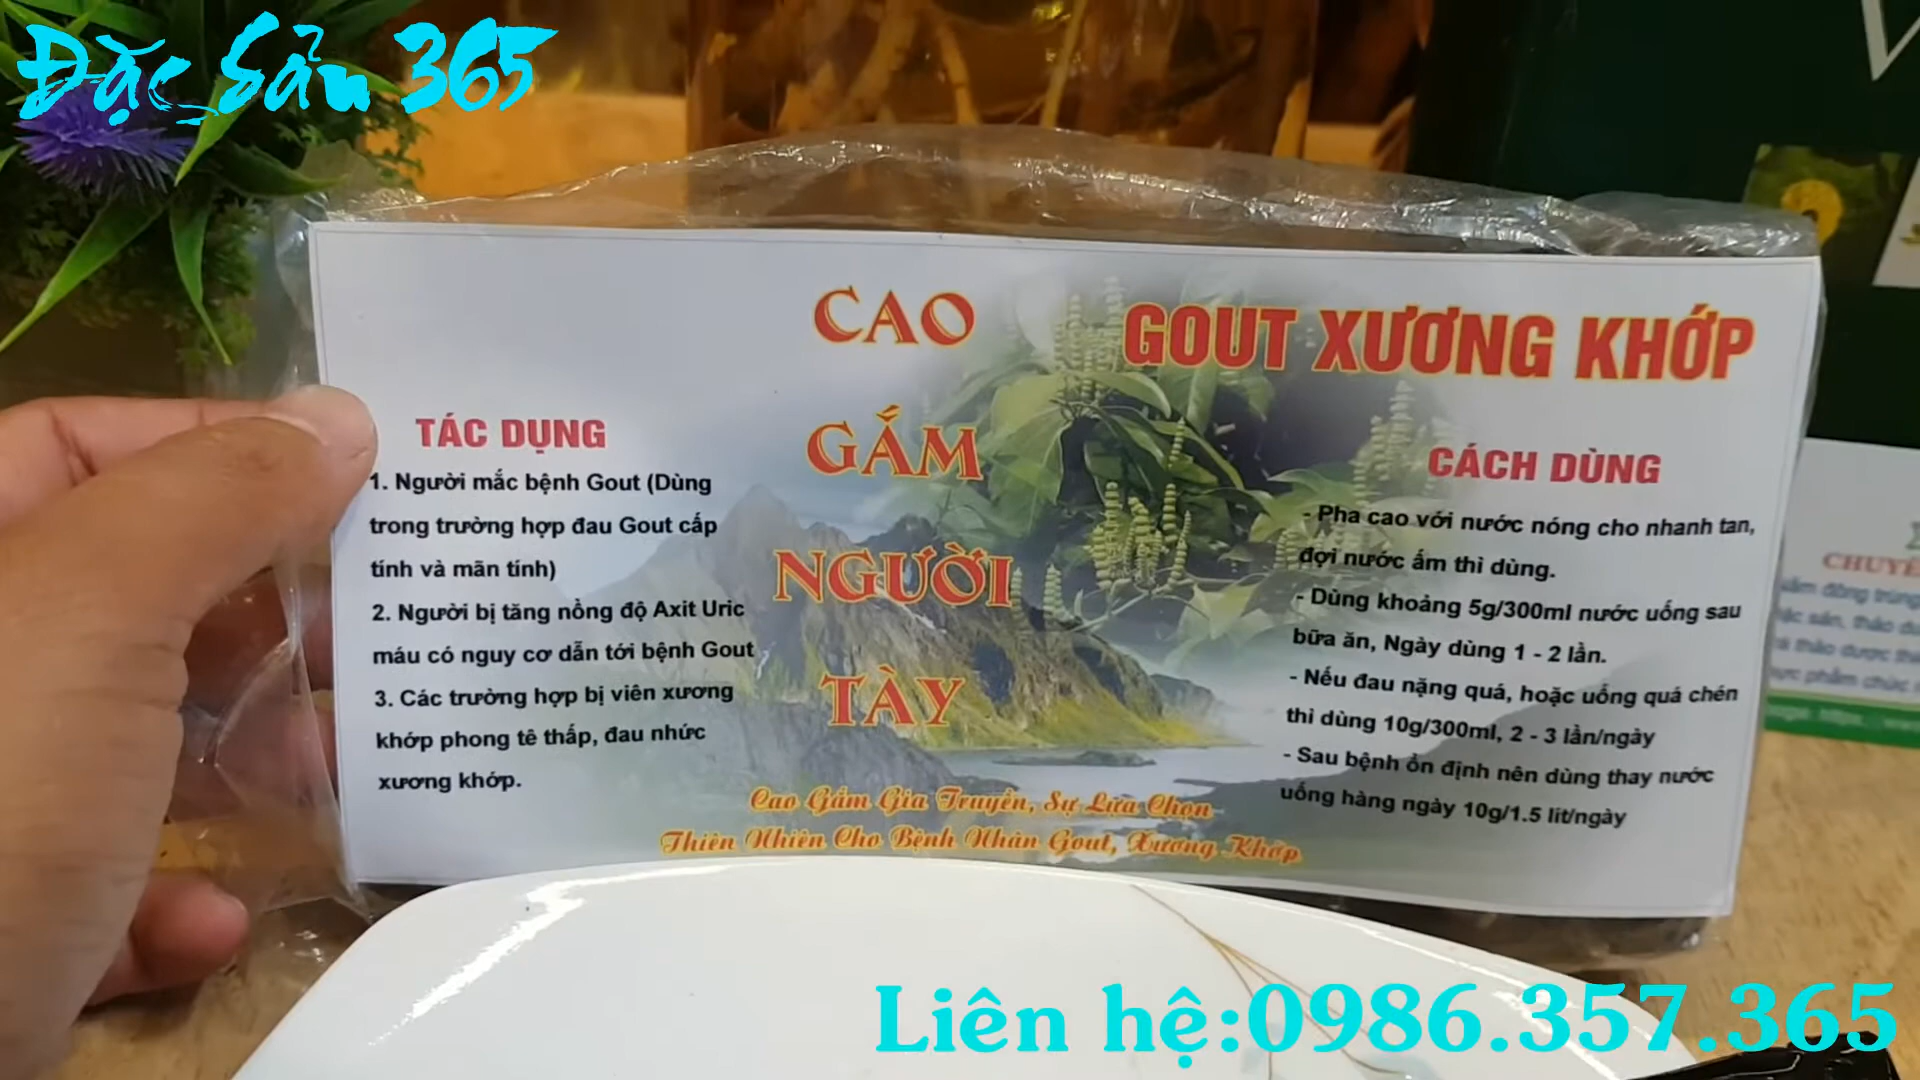 Đặc Sản 365
CAO
GẮM
NGƯỜI
TÀY
GOUT XƯƠNG KHỚP
TÁC DỤNG
1. Người mắc bệnh Gout (Dùng
trong trường hợp đau Gout cấp
tính và mãn tính)
2. Người bị tăng nồng độ Axit Uric
máu có nguy cơ dẫn tới bệnh Gout
3. Các trường hợp bị viên xương
khớp phong tê thấp, đau nhức
xương khớp.
CÁCH DÙNG
- Pha cao với nước nóng cho nhanh tan,
đợi nước ấm thì dùng.
- Dùng khoảng 5g/300ml nước uống sau
bữa ăn, Ngày dùng 1 - 2 lần.
- Nếu đau nặng quá, hoặc uống quá chén
thì dùng 10g/300ml, 2 - 3 lần/ngày
- Sau bệnh ổn định nên dùng thay nước
uống hàng ngày 10g/1.5 lít/ngày
Cao Gắm Gia Truyền, Sự Lựa Chọn
Thiên Nhiên Cho Bệnh Nhân Gout, Xương Khớp
CHUYÊ
Liên hệ:0986.357.365